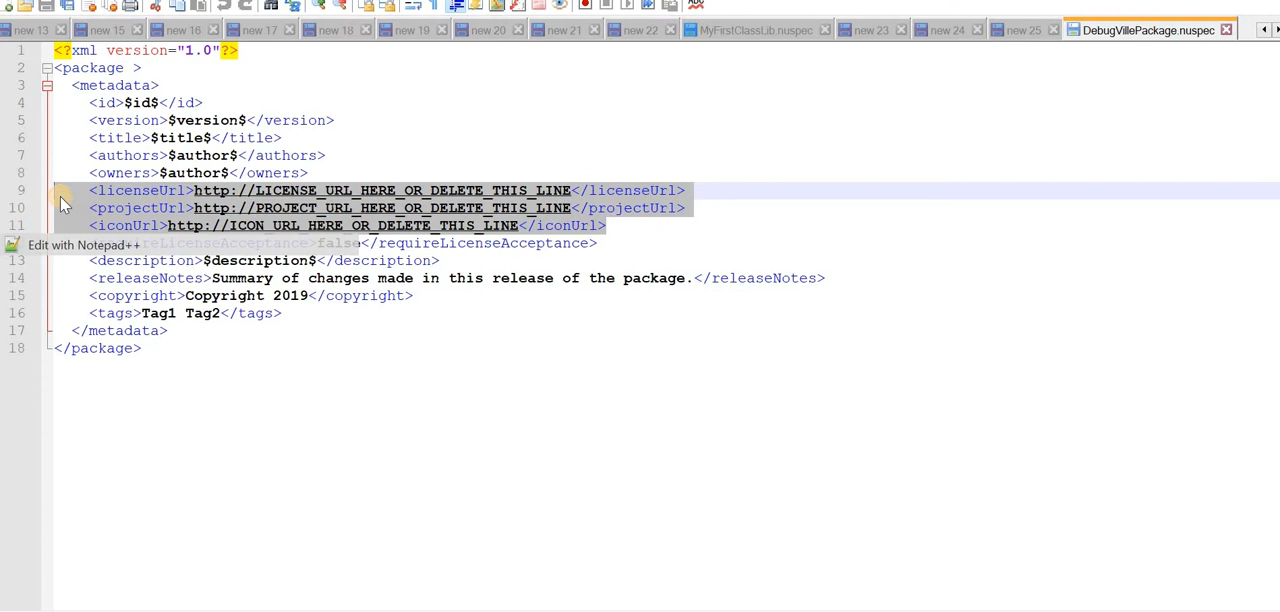 new 13 new 15 new 16 new 17 new 18 new 19 new 20 new 21 new 22 MyFirstClassLib.nuspec new 23 new 24 new 25 DebugVillePackage.nuspec
1 <?xml version="1.0"?>
2 <package >
3 <metadata>
4 <id>$id$</id>
5 <version>$version$</version>
6 <title>$title$</title>
7 <authors>$author$</authors>
8 <owners>$author$</owners>
9 <licenseUrl>http://LICENSE_URL_HERE_OR_DELETE_THIS_LINE</licenseUrl>
10 <projectUrl>http://PROJECT_URL_HERE_OR_DELETE_THIS_LINE</projectUrl>
11 <iconUrl>http://ICON_URL_HERE_OR_DELETE_THIS_LINE</iconUrl>
Edit with Notepad++ reLicenseAcceptance>false</requireLicenseAcceptance>
13 <description>$description$</description>
14 <releaseNotes>Summary of changes made in this release of the package.</releaseNotes>
15 <copyright>Copyright 2019</copyright>
16 <tags>Tag1 Tag2</tags>
17 </metadata>
18 </package>